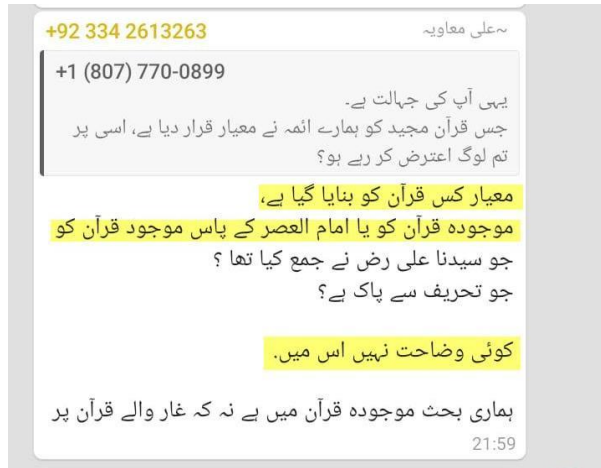 +92 334 2613263
~علی معاویہ
+1 (807) 770-0899
یہی آپ کی جہالت ہے۔
جس قرآن مجید کو ہمارے ائمہ نے معیار قرار دیا ہے، اسی پر
تم لوگ اعترض کر رہے ہو؟
معیار کس قرآن کو بنایا گیا ہے،
موجودہ قرآن کو یا امام العصر کے پاس موجود قرآن کو
جو سیدنا علی رض نے جمع کیا تھا ؟
جو تحریف سے پاک ہے؟
کوئی وضاحت نہیں اس میں.
ہماری بحث موجودہ قرآن میں ہے نہ کہ غار والے قرآن پر
21:59